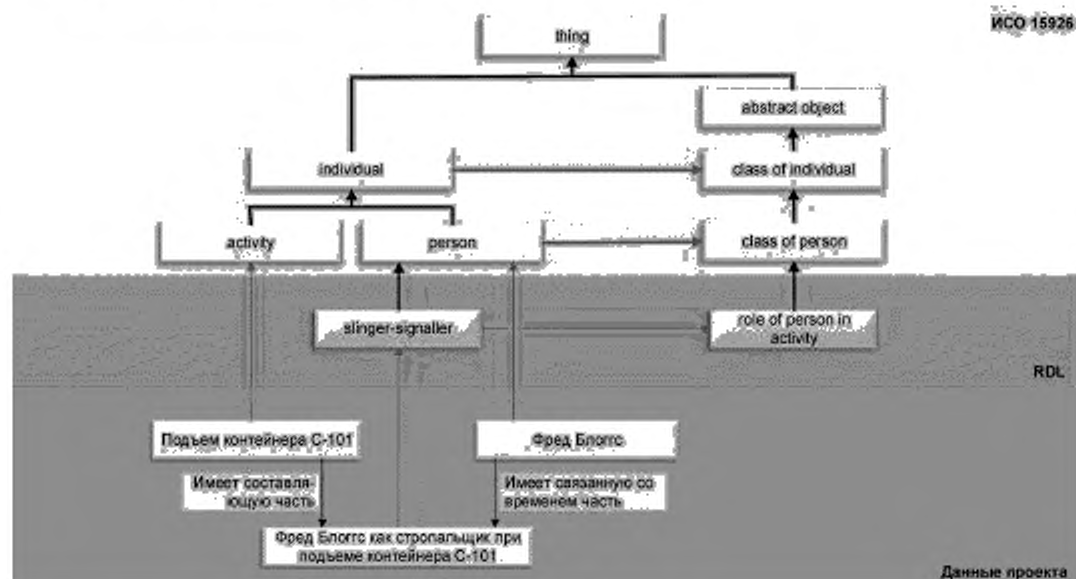 ИСО 15926
thing
abstract object
individual
class of individual
activity
person
class of person
slinger-signaller
role of person in
activity
RDL
Подъем контейнера С-101
Фред Блоггс
Имеет составля-
ющую часть
Имеет связанную со
временем часть
Фред Блоггс как стропальщик при
подъеме контейнера С-101
Данные проекта